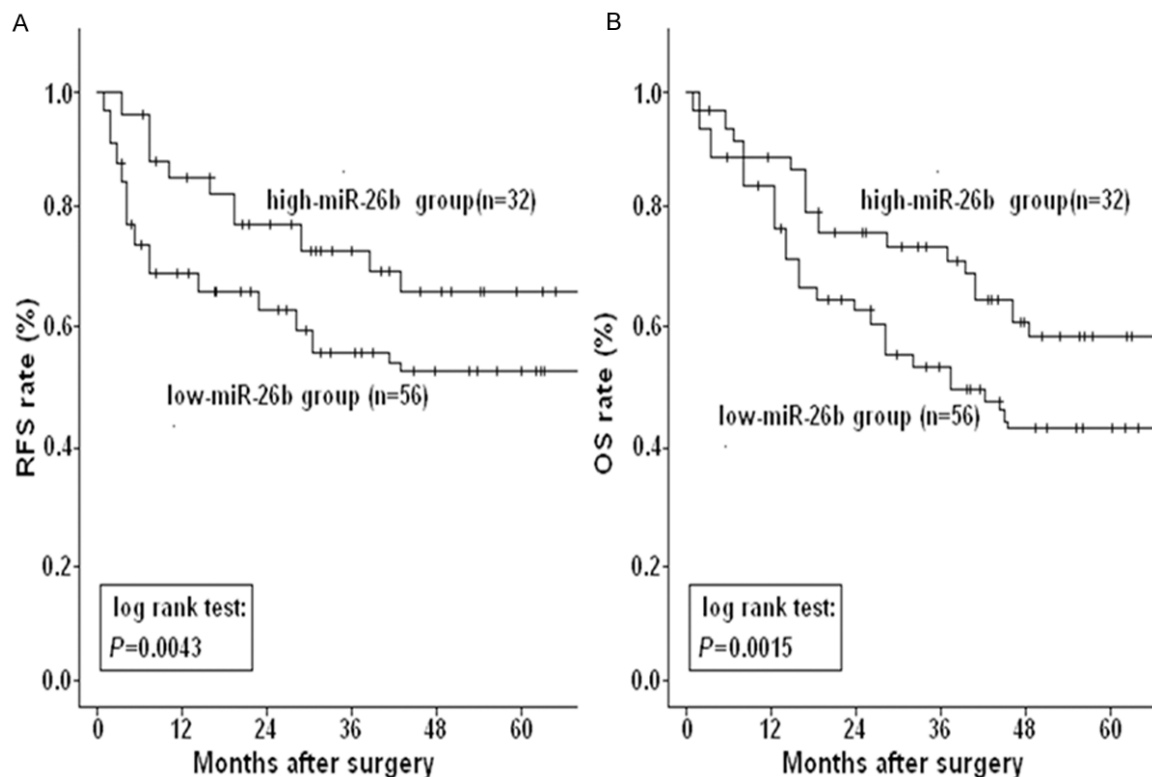 A
RFS rate (%)
1.0
0.8
0.6
0.4
0.2
0.0
high-miR-26b group(n=32)
low-miR-26b group (n=56)
log rank test:
P=0.0043
0 12 24 36 48 60
Months after surgery
B
OS rate (%)
1.0
0.8
0.6
0.4
0.2
0.0
high-miR-26b group(n=32)
low-miR-26b group (n=56)
log rank test:
P=0.0015
0 12 24 36 48 60
Months after surgery